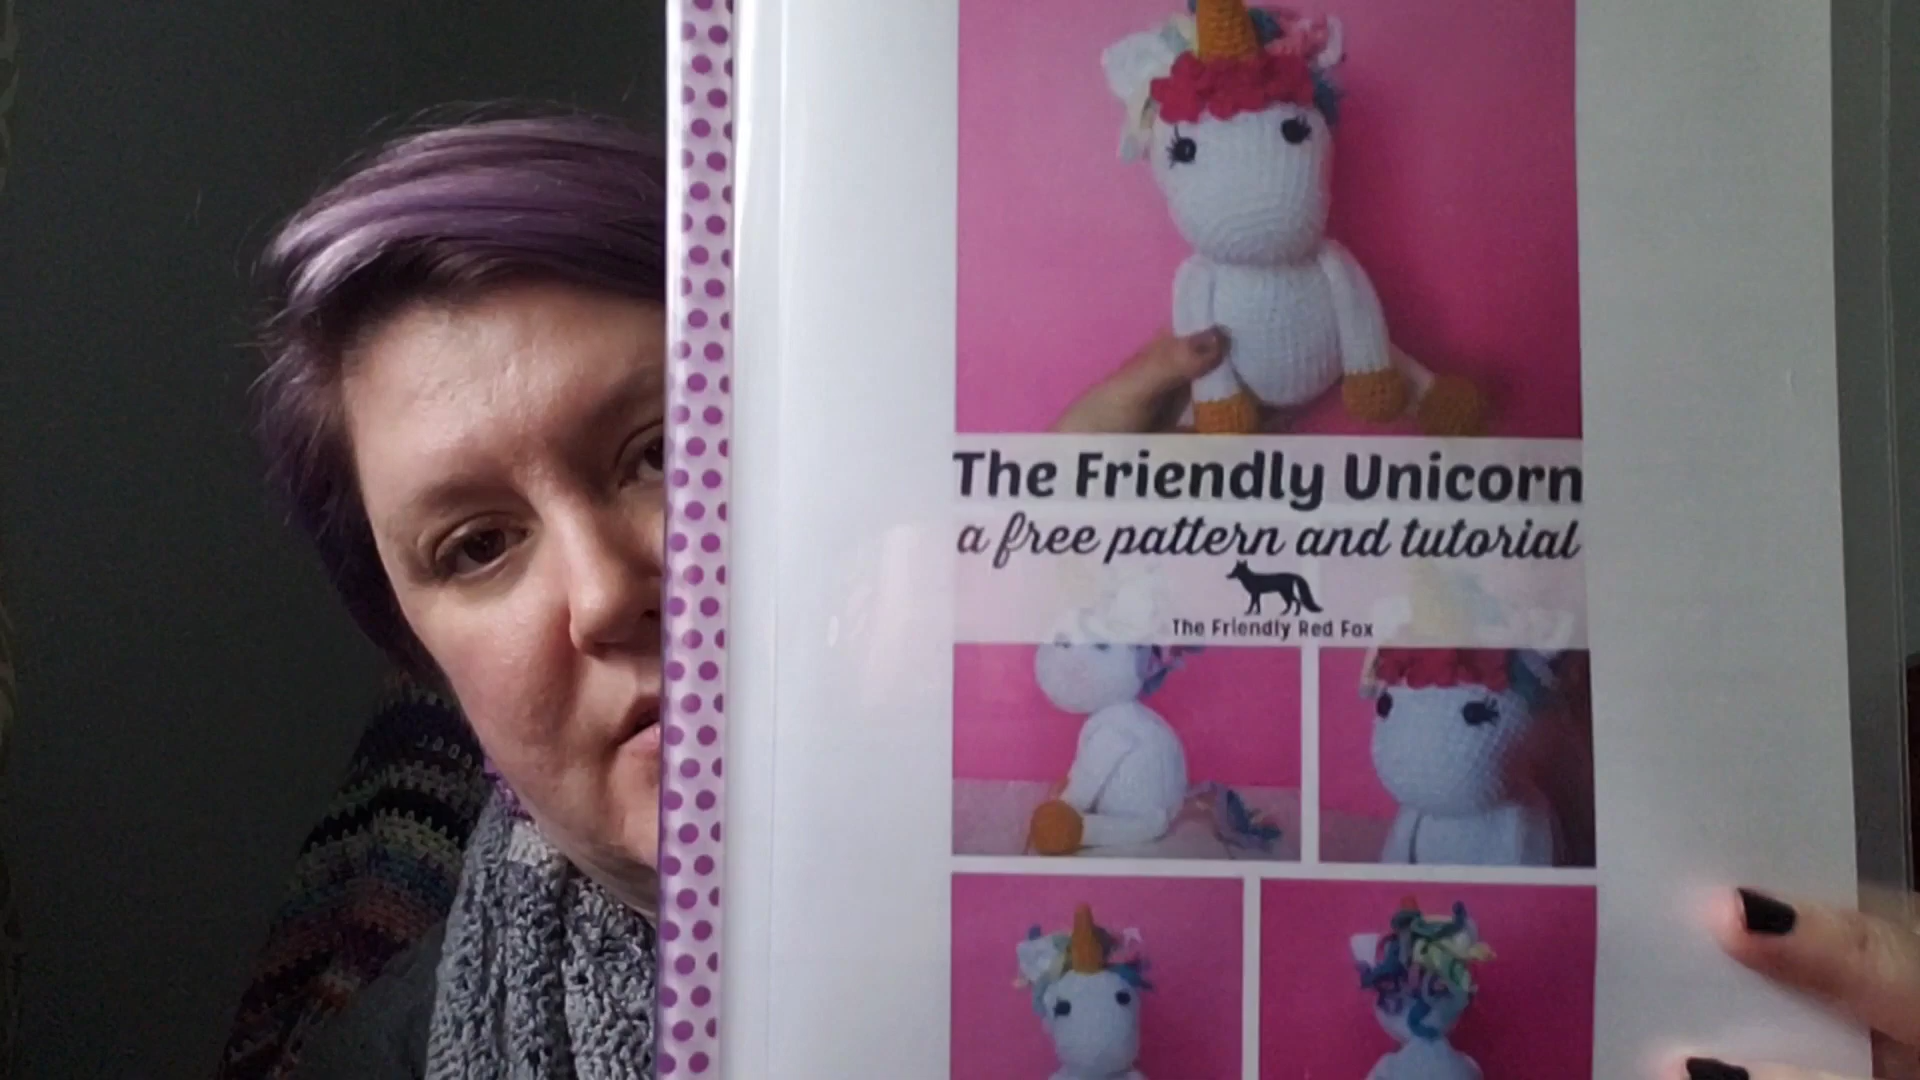 The Friendly Unicorn
a free pattern and tutorial
The Friendly Red Fox